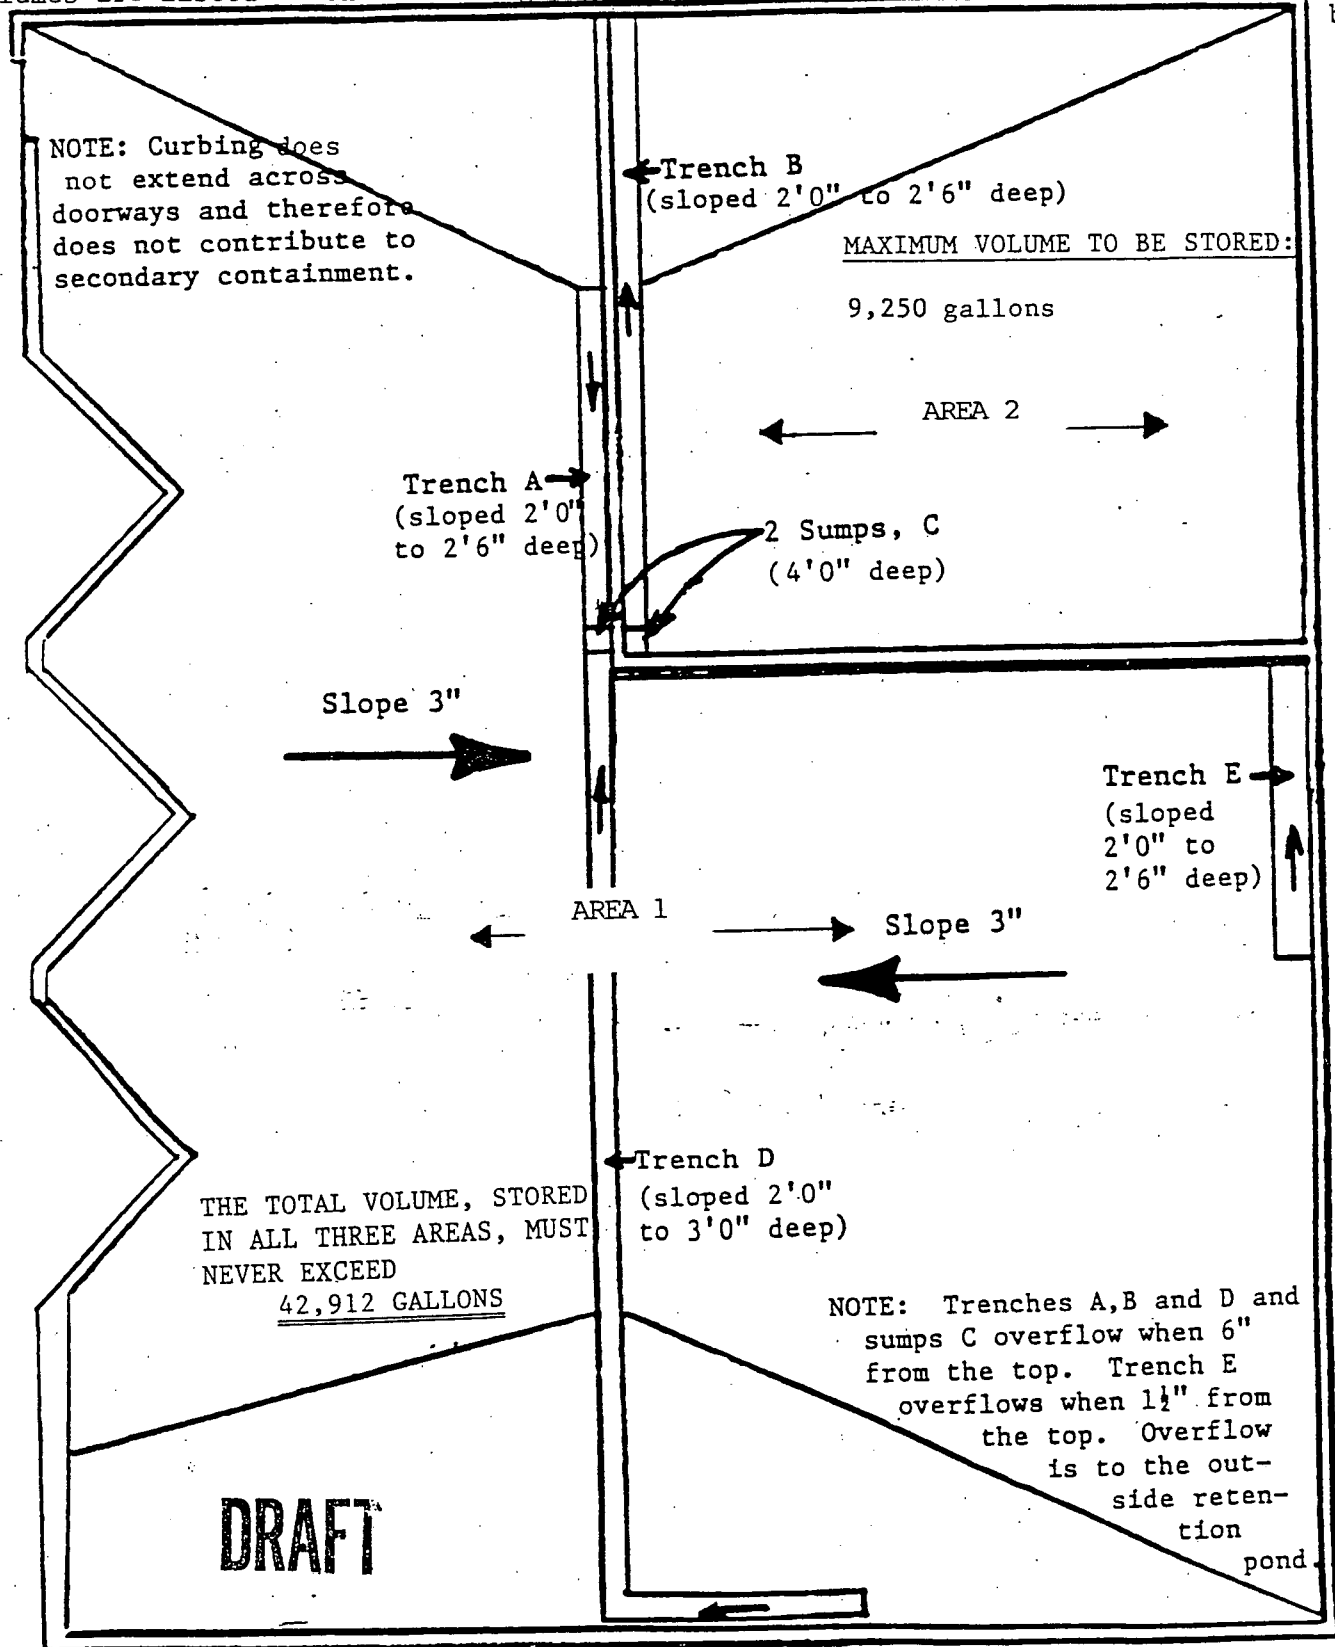 NOTE: Curbing does
not extend across
doorways and therefore
does not contribute to
secondary containment.
Trench B
(sloped 2'0" to 2'6" deep)
MAXIMUM VOLUME TO BE STORED:
9,250 gallons
AREA 2
Trench A
(sloped 2'0"
to 2'6" deep)
2 Sumps, C
(4'0" deep)
Slope 3"
Trench E
(sloped
2'0" to
2'6" deep)
AREA 1
Slope 3"
Trench D
(sloped 2'0"
to 3'0" deep)
THE TOTAL VOLUME, STORED
IN ALL THREE AREAS, MUST
NEVER EXCEED
42,912 GALLONS
NOTE: Trenches A,B and D and
sumps C overflow when 6"
from the top. Trench E
overflows when 1½" from
the top. Overflow
is to the out-
side reten-
tion
pond.
DRAFT